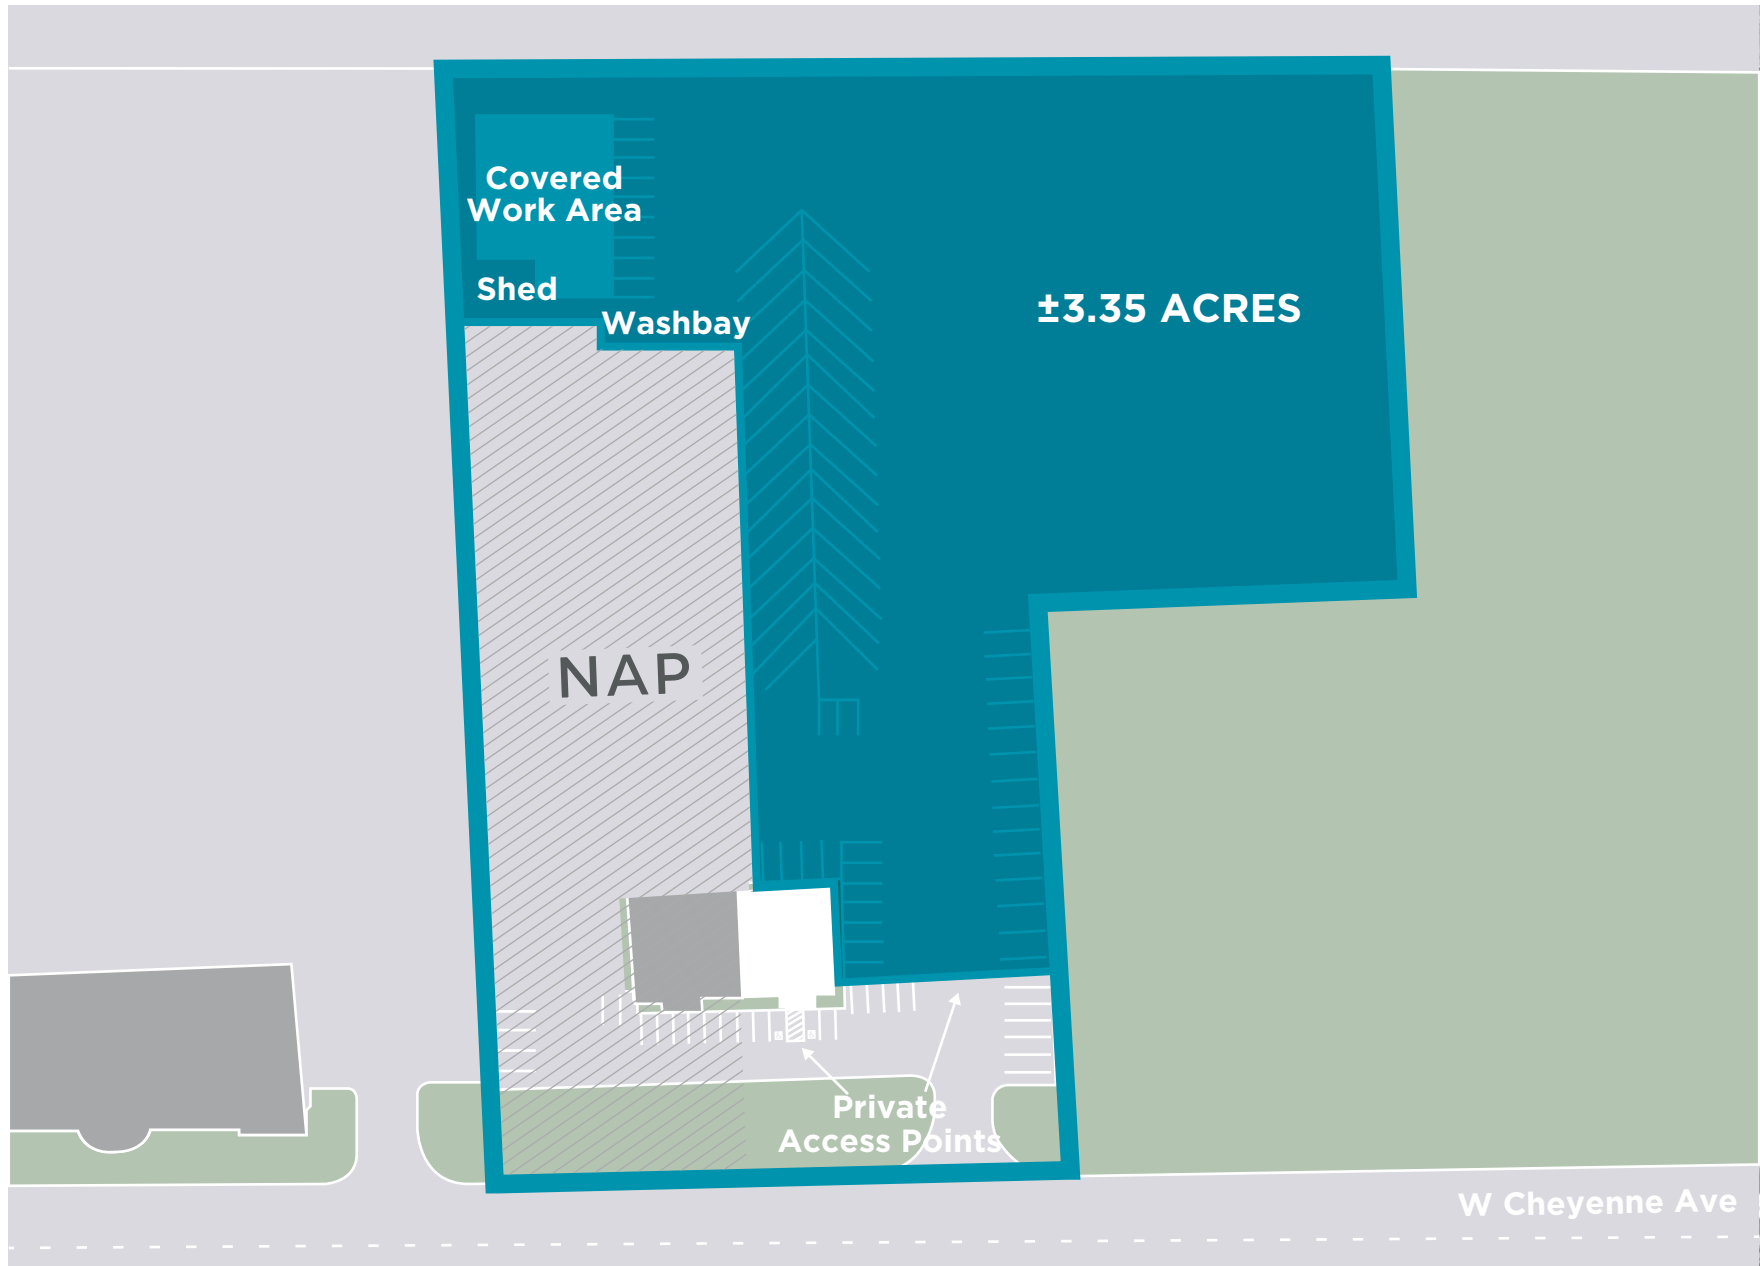 Covered
Work Area
Shed
Washbay
±3.35 ACRES
NAP
Private
Access Points
W Cheyenne Ave